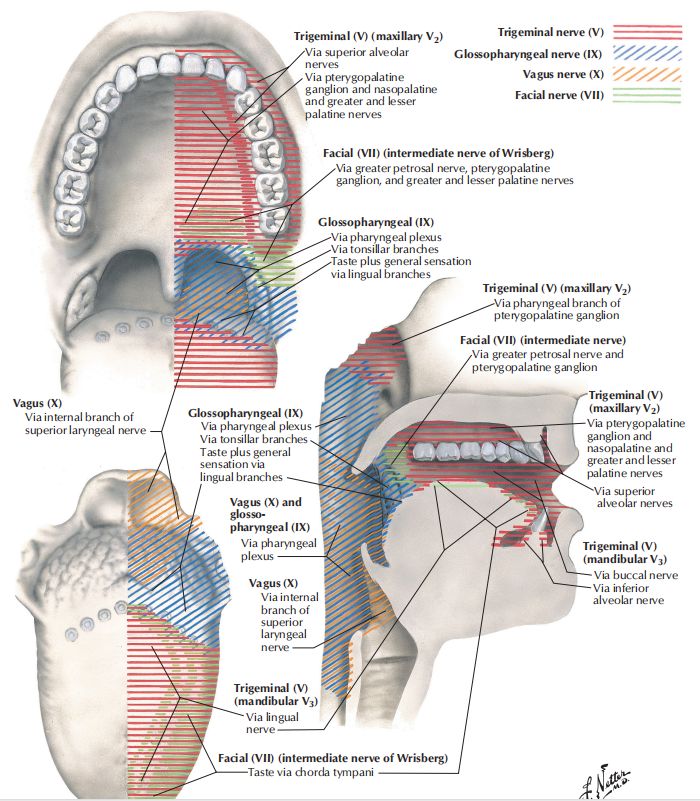 Trigeminal (V) (maxillary V2)
Via superior alveolar
nerves
Via pterygopalatine
ganglion and nasopalatine
and greater and lesser
palatine nerves
Trigeminal nerve (V)
Glossopharyngeal nerve (IX)
Vagus nerve (X)
Facial nerve (VII)
Facial (VII) (intermediate nerve of Wrisberg)
Via greater petrosal nerve, pterygopalatine
ganglion, and greater and lesser palatine nerves
Glossopharyngeal (IX)
Via pharyngeal plexus
Via tonsillar branches
Taste plus general sensation
via lingual branches
Trigeminal (V) (maxillary V2)
Via pharyngeal branch of
pterygopalatine ganglion
Facial (VII) (intermediate nerve)
Via greater petrosal nerve and
pterygopalatine ganglion
Trigeminal (V)
(maxillary V2)
Via pterygopalatine
ganglion and
nasopalatine and
greater and lesser
palatine nerves
Via superior
alveolar nerves
Trigeminal (V)
(mandibular V3)
Via buccal nerve
Via inferior
alveolar nerve
Vagus (X)
Via internal branch of
superior laryngeal nerve
Glossopharyngeal (IX)
Via pharyngeal plexus
Via tonsillar branches
Taste plus general
sensation via
lingual branches
Vagus (X) and
glosso-
pharyngeal (IX)
Via pharyngeal
plexus
Vagus (X)
Via internal
branch of
superior
laryngeal
nerve
Trigeminal (V)
(mandibular V3)
Via lingual
nerve
Facial (VII) (intermediate nerve of Wrisberg)
Taste via chorda tympani
F. Netter
M.D.